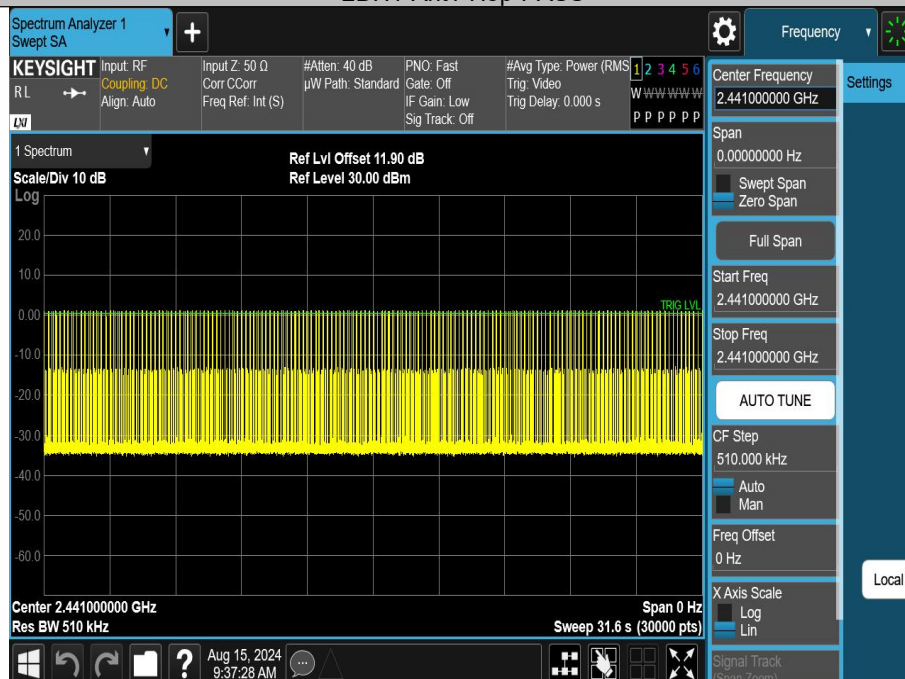 Spectrum Analyzer 1
Swept SA
Frequency
KEYSIGHT
RL
LXI
Input: RF
Coupling: DC
Align: Auto
Input Z: 50 Ω
Corr CCorr
Freq Ref: Int (S)
#Atten: 40 dB
µW Path: Standard
PNO: Fast
Gate: Off
IF Gain: Low
Sig Track: Off
#Avg Type: Power (RMS
Trig: Video
Trig Delay: 0.000 s
1 2 3 4 5 6
W W W W W W
P P P P P P
1 Spectrum
Scale/Div 10 dB
Log
Ref Lvl Offset 11.90 dB
Ref Level 30.00 dBm
20.0
10.0
0.00
TRIG LVL
-10.0
-20.0
-30.0
-40.0
-50.0
-60.0
Center 2.441000000 GHz
Res BW 510 kHz
Span 0 Hz
Sweep 31.6 s (30000 pts)
Center Frequency
2.441000000 GHz
Settings
Span
0.00000000 Hz
Swept Span
Zero Span
Full Span
Start Freq
2.441000000 GHz
Stop Freq
2.441000000 GHz
AUTO TUNE
CF Step
510.000 kHz
Auto
Man
Freq Offset
0 Hz
Local
X Axis Scale
Log
Lin
Signal Track
(Span Zoom)
?
Aug 15, 2024
9:37:28 AM